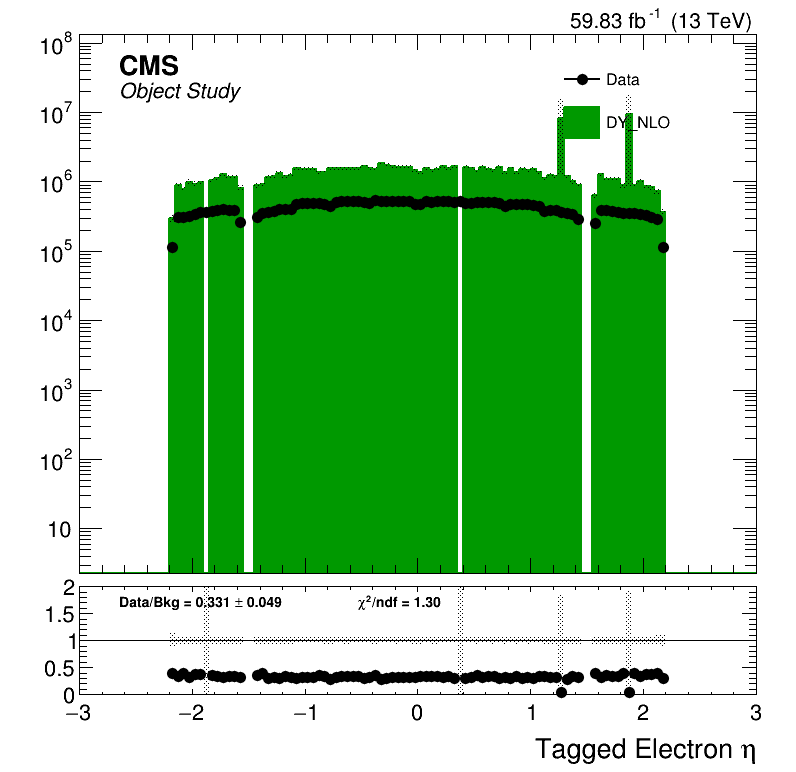 59.83 fb⁻¹ (13 TeV)
CMS
Object Study
Data
DY_NLO
10⁸
10⁷
10⁶
10⁵
10⁴
10³
10²
10
Data/Bkg = 0.331 ± 0.049
χ²/ndf = 1.30
2
1.5
1
0.5
0
−3 −2 −1 0 1 2 3
Tagged Electron η